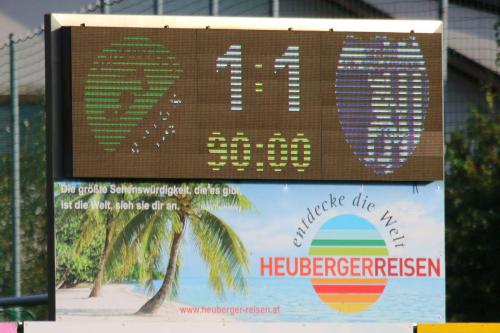 1:1
90:00
Die größte Sehenswürdigkeit, die es gibt,
ist die Welt, sieh sie dir an.
entdecke die Welt
HEUBERGERREISEN
www.heuberger-reisen.at